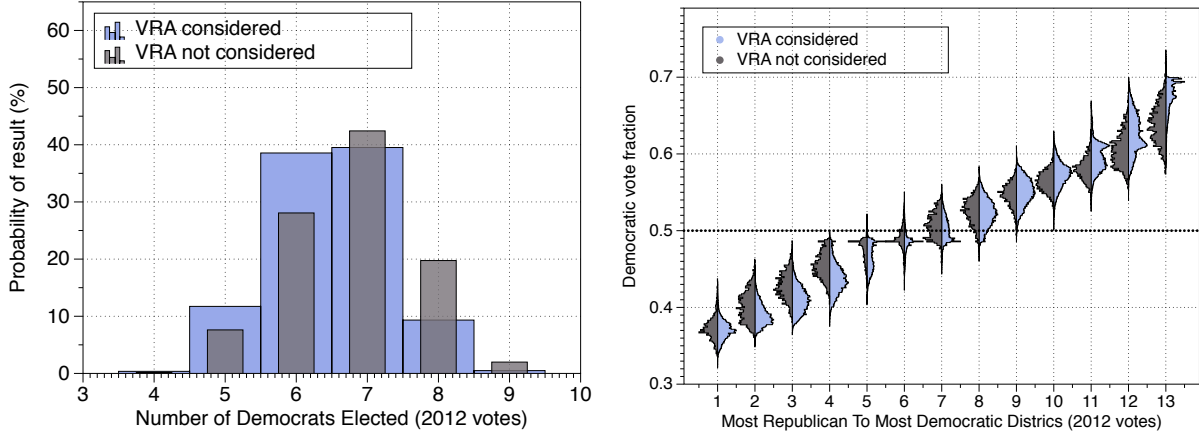 VRA considered
VRA not considered
60
50
40
30
20
10
0
3 4 5 6 7 8 9 10
Probability of result (%)
Number of Democrats Elected (2012 votes)
VRA considered
VRA not considered
0.7
0.6
0.5
0.4
0.3
1 2 3 4 5 6 7 8 9 10 11 12 13
Democratic vote fraction
Most Republican To Most Democratic Districs (2012 votes)